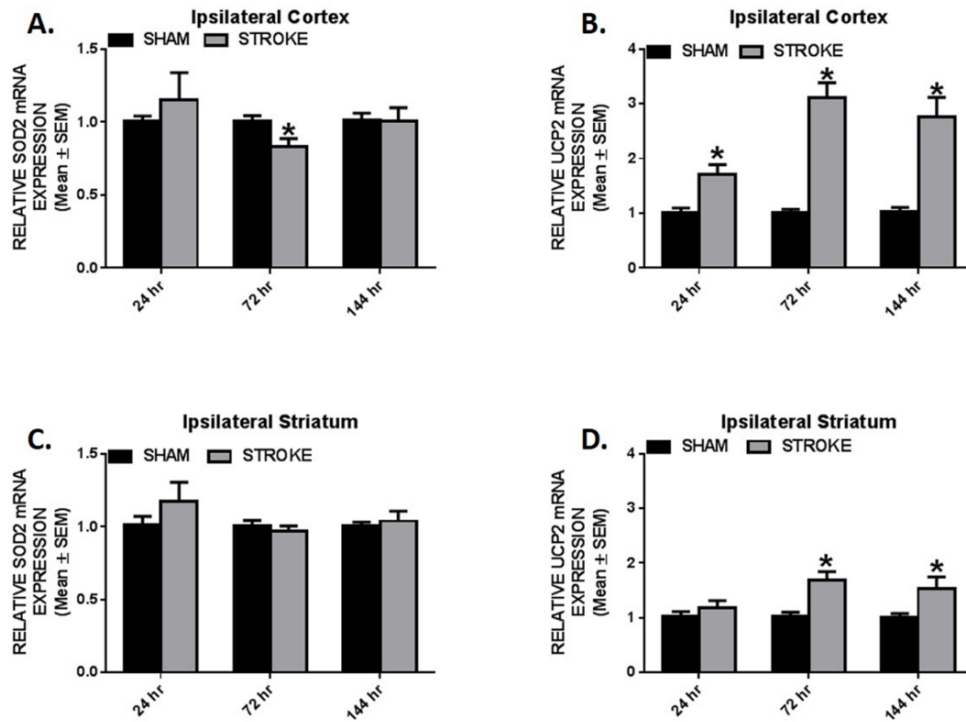 A.
Ipsilateral Cortex
SHAM STROKE
RELATIVE SOD2 mRNA
EXPRESSION
(Mean ± SEM)
1.5
1.0
0.5
0.0
*
24 hr
72 hr
144 hr
B.
Ipsilateral Cortex
SHAM STROKE
RELATIVE UCP2 mRNA
EXPRESSION
(Mean ± SEM)
4
3
2
1
0
*
*
*
24 hr
72 hr
144 hr
C.
Ipsilateral Striatum
SHAM STROKE
RELATIVE SOD2 mRNA
EXPRESSION
(Mean ± SEM)
1.5
1.0
0.5
0.0
24 hr
72 hr
144 hr
D.
Ipsilateral Striatum
SHAM STROKE
RELATIVE UCP2 mRNA
EXPRESSION
(Mean ± SEM)
4
3
2
1
0
*
*
24 hr
72 hr
144 hr